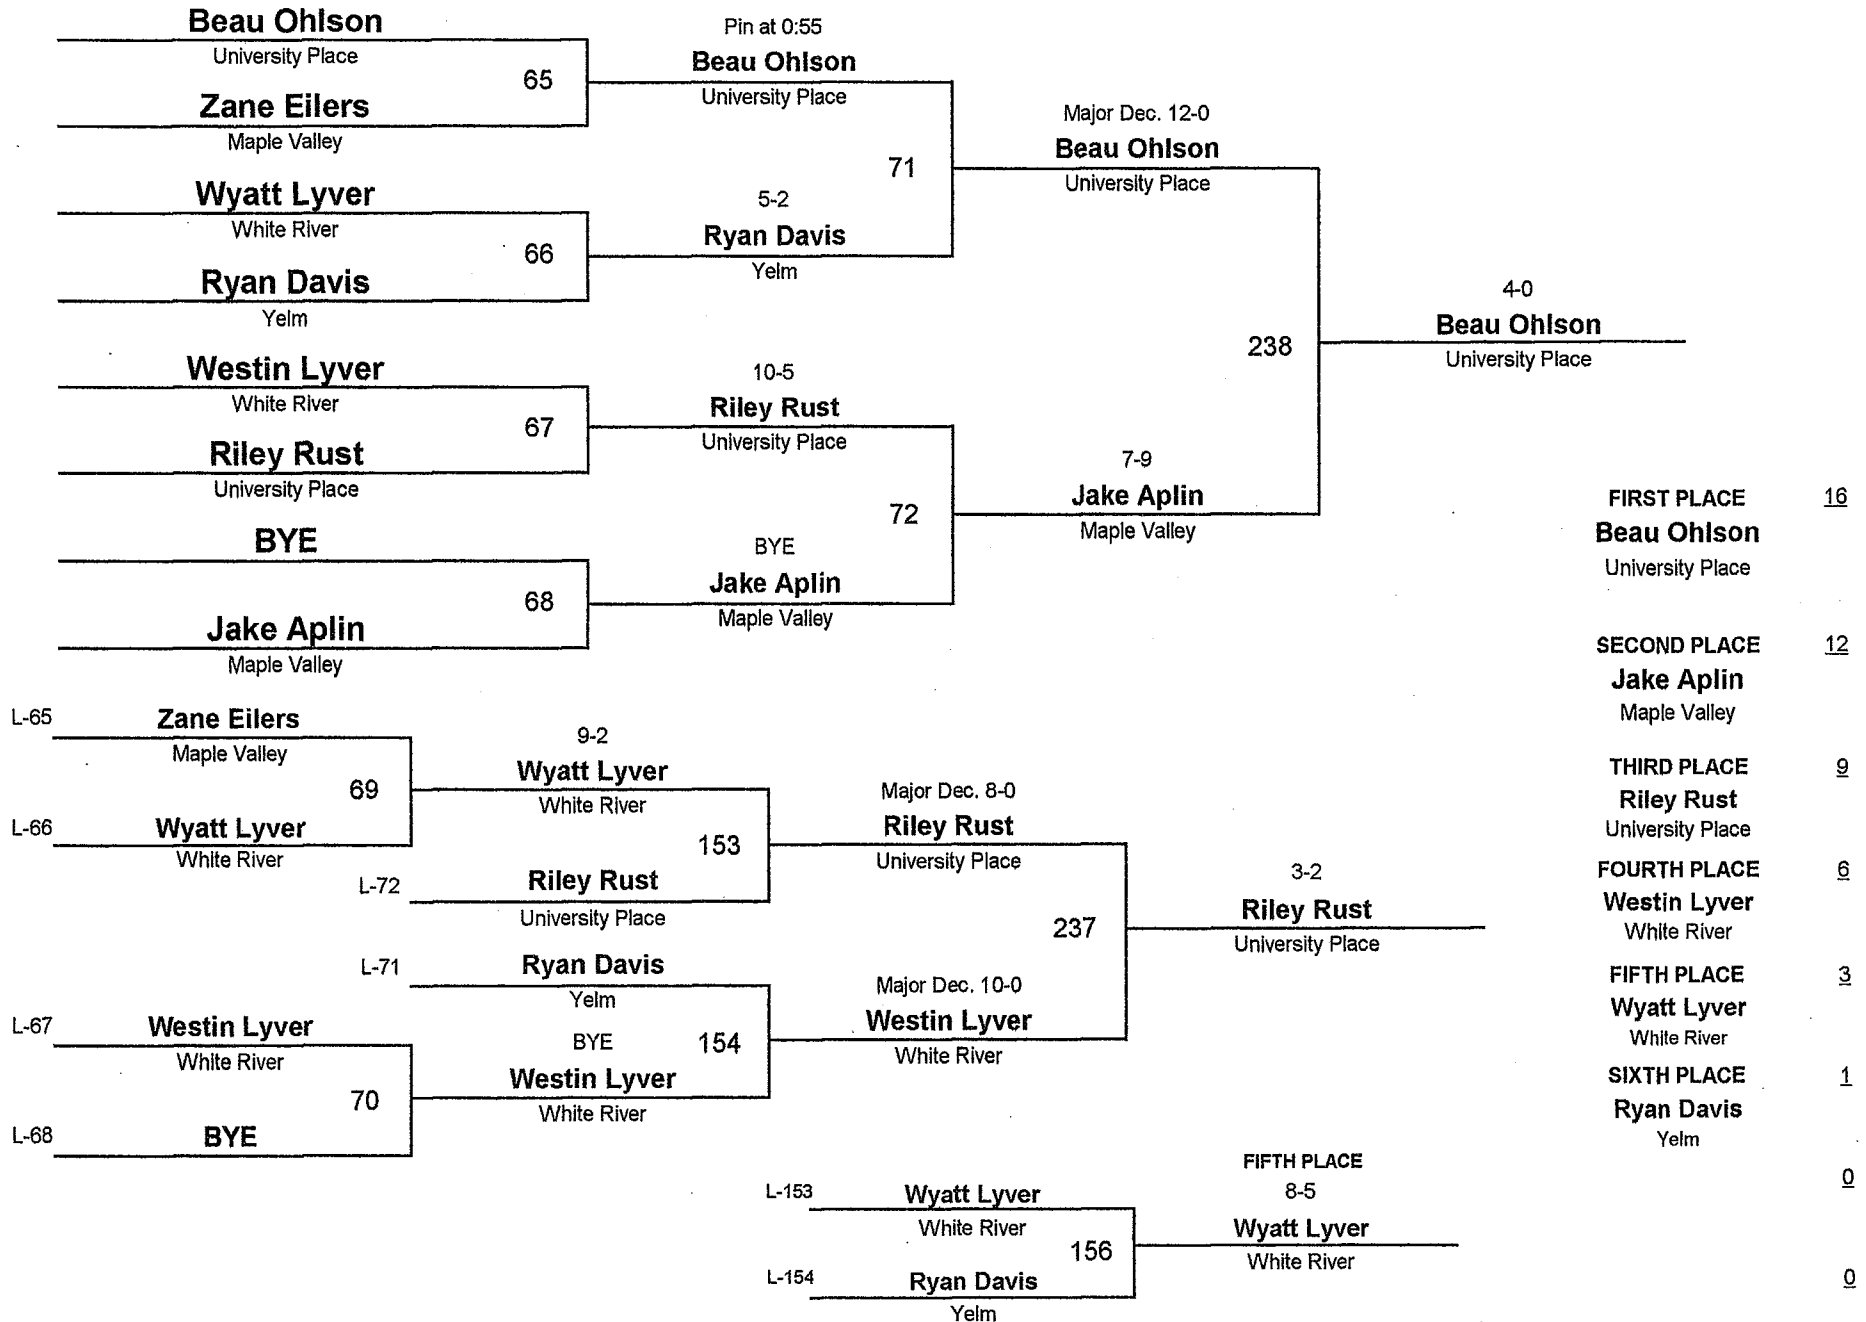 Beau Ohlson
University Place
65
Zane Eilers
Maple Valley
Wyatt Lyver
White River
66
Ryan Davis
Yelm
Westin Lyver
White River
67
Riley Rust
University Place
BYE
68
Jake Aplin
Maple Valley
Pin at 0:55
Beau Ohlson
University Place
71
5-2
Ryan Davis
Yelm
10-5
Riley Rust
University Place
72
BYE
Jake Aplin
Maple Valley
Major Dec. 12-0
Beau Ohlson
University Place
238
7-9
Jake Aplin
Maple Valley
4-0
Beau Ohlson
University Place
L-65
Zane Eilers
Maple Valley
69
L-66
Wyatt Lyver
White River
9-2
Wyatt Lyver
White River
153
L-72
Riley Rust
University Place
L-71
Ryan Davis
Yelm
L-67
Westin Lyver
White River
70
L-68
BYE
BYE
154
Westin Lyver
White River
Major Dec. 8-0
Riley Rust
University Place
237
Major Dec. 10-0
Westin Lyver
White River
3-2
Riley Rust
University Place
L-153
Wyatt Lyver
White River
156
L-154
Ryan Davis
Yelm
FIFTH PLACE
8-5
Wyatt Lyver
White River
FIRST PLACE 16
Beau Ohlson
University Place
SECOND PLACE 12
Jake Aplin
Maple Valley
THIRD PLACE 9
Riley Rust
University Place
FOURTH PLACE 6
Westin Lyver
White River
FIFTH PLACE 3
Wyatt Lyver
White River
SIXTH PLACE 1
Ryan Davis
Yelm
0
0